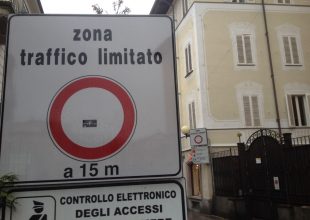 zona
traffico limitato
a 15 m
CONTROLLO ELETTRONICO
DEGLI ACCESSI